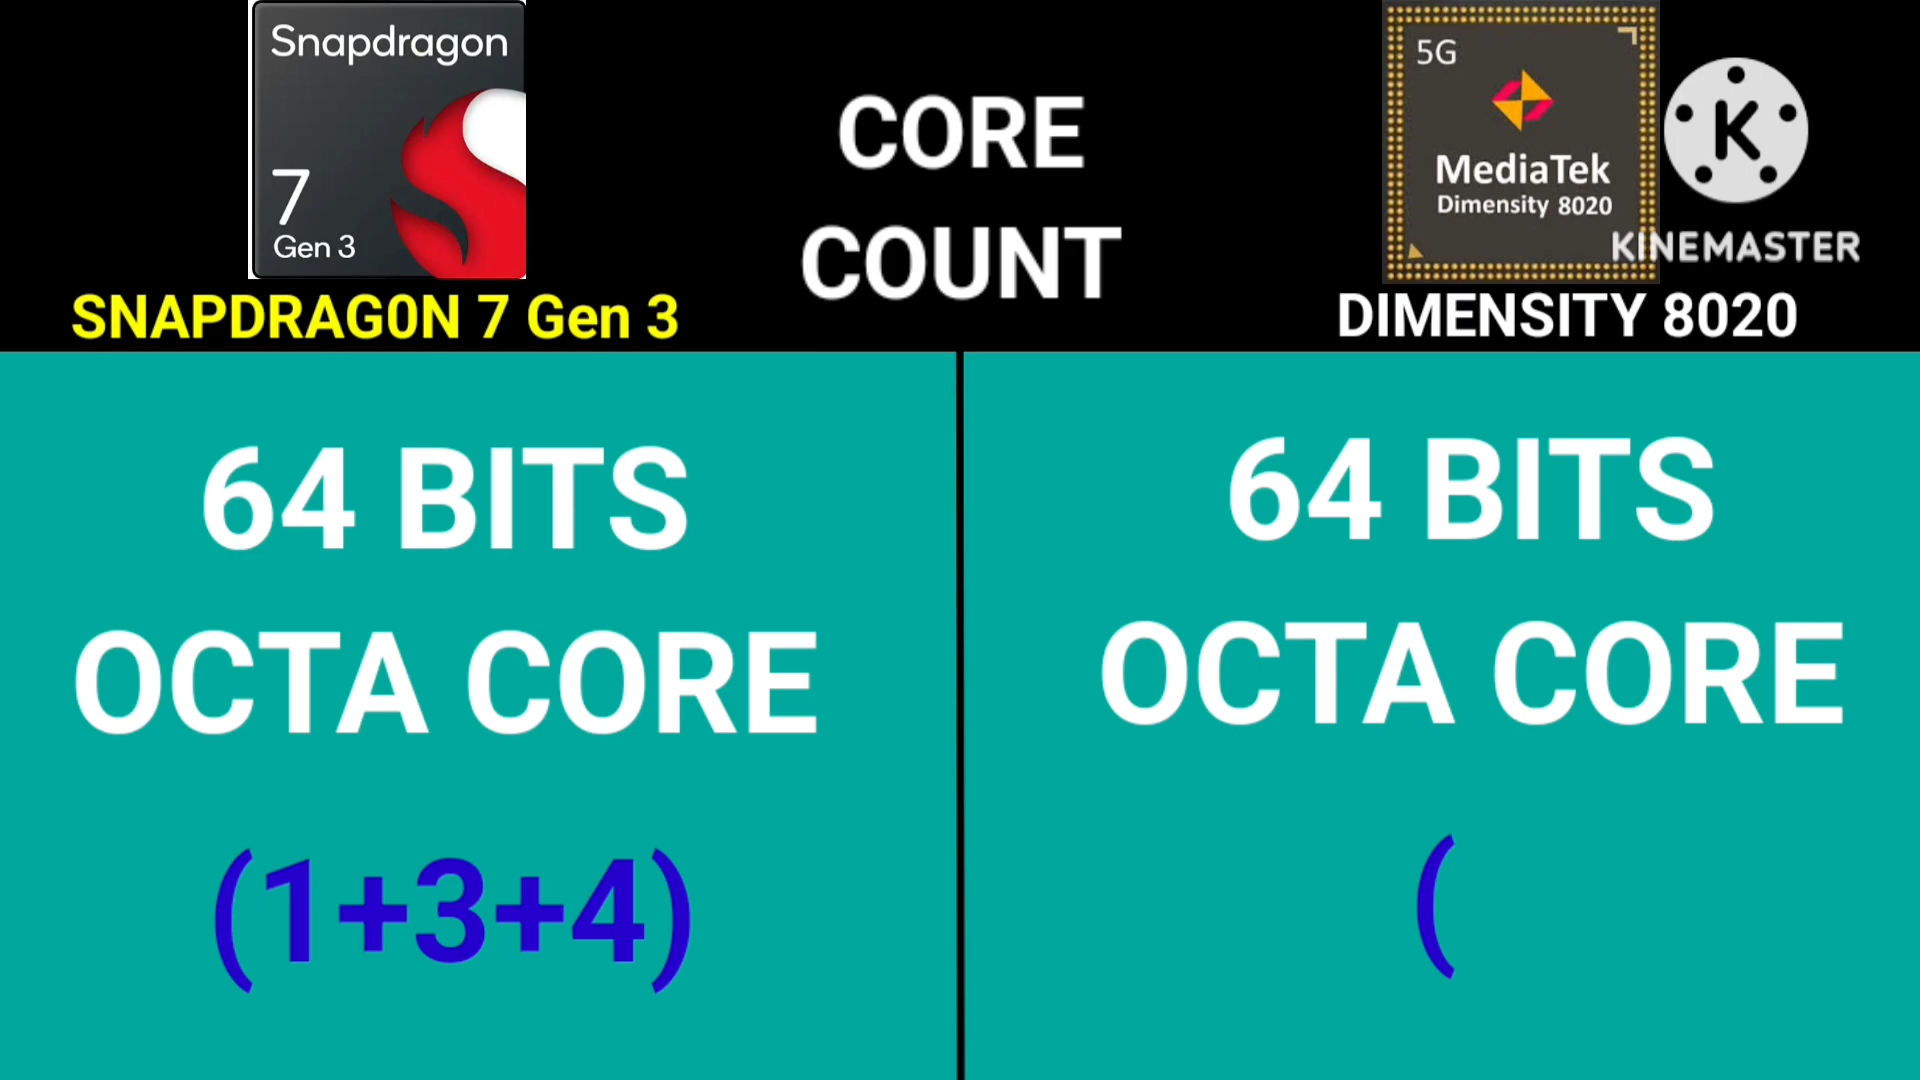 Snapdragon
7
Gen 3
SNAPDRAG0N 7 Gen 3
CORE
COUNT
5G
MediaTek
Dimensity 8020
K
KINEMASTER
DIMENSITY 8020
64 BITS
OCTA CORE
(1+3+4)
64 BITS
OCTA CORE
(